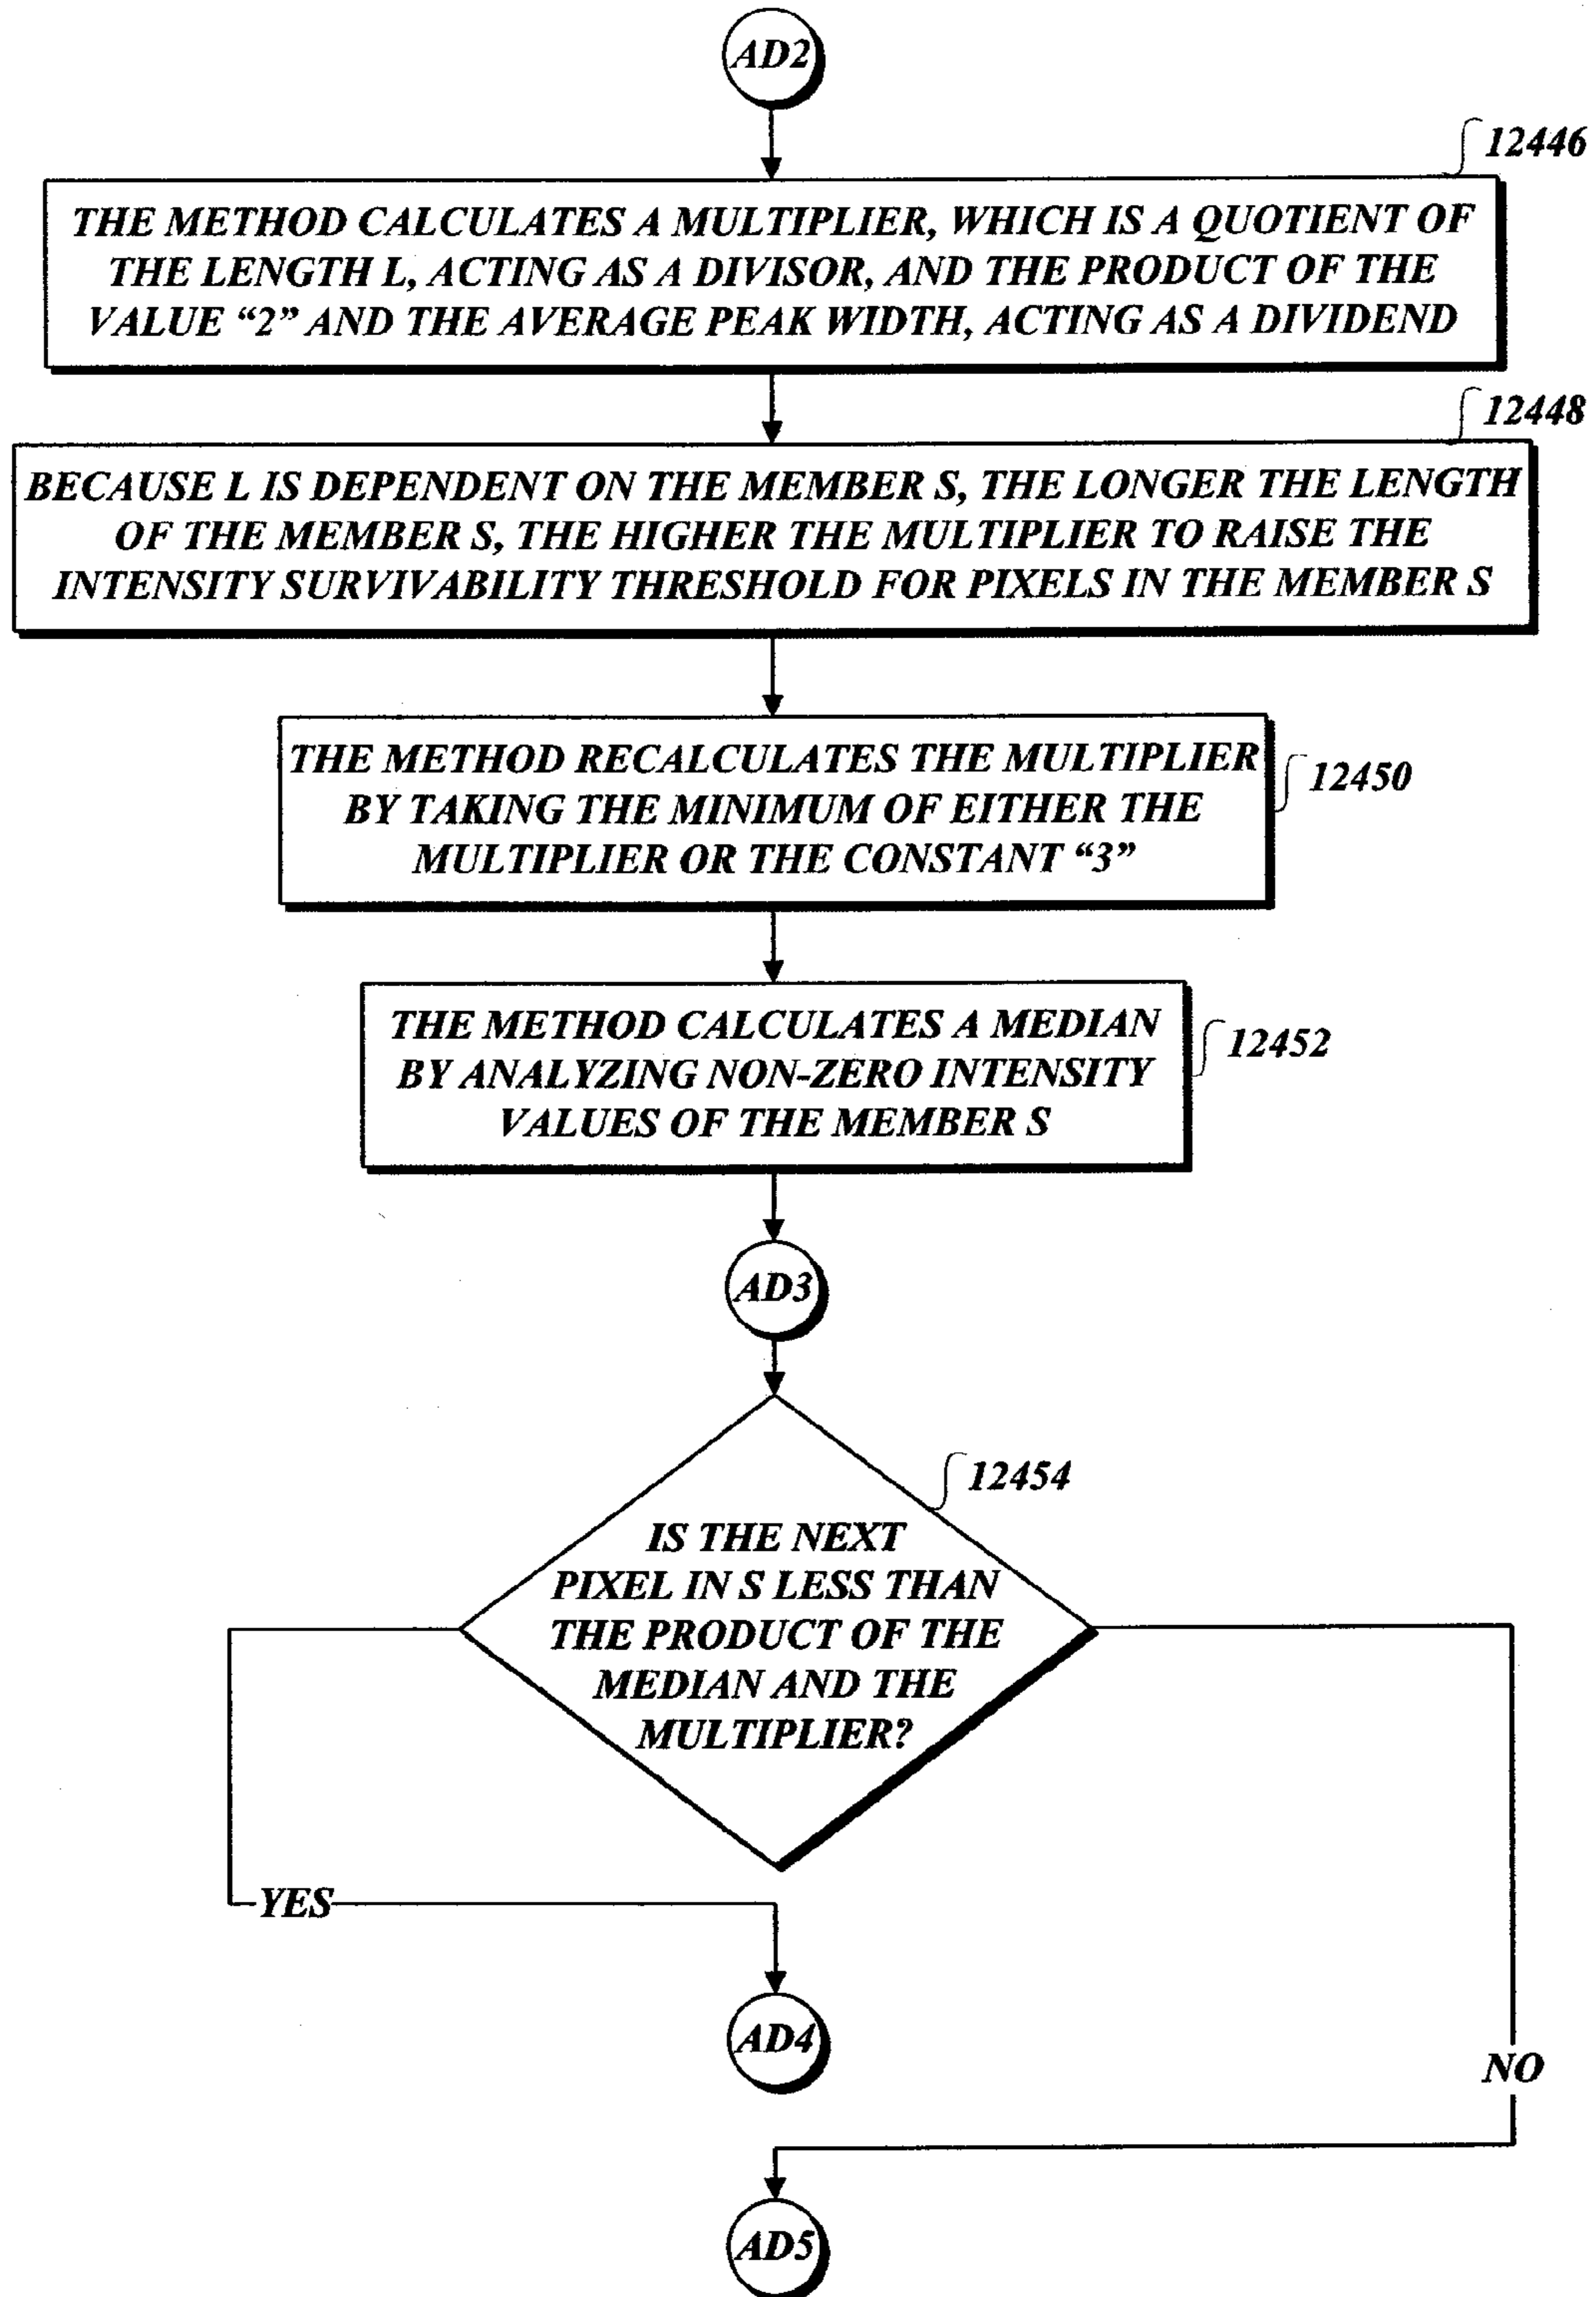 AD2
12446
THE METHOD CALCULATES A MULTIPLIER, WHICH IS A QUOTIENT OF
THE LENGTH L, ACTING AS A DIVISOR, AND THE PRODUCT OF THE
VALUE “2” AND THE AVERAGE PEAK WIDTH, ACTING AS A DIVIDEND
12448
BECAUSE L IS DEPENDENT ON THE MEMBER S, THE LONGER THE LENGTH
OF THE MEMBER S, THE HIGHER THE MULTIPLIER TO RAISE THE
INTENSITY SURVIVABILITY THRESHOLD FOR PIXELS IN THE MEMBER S
THE METHOD RECALCULATES THE MULTIPLIER
BY TAKING THE MINIMUM OF EITHER THE
MULTIPLIER OR THE CONSTANT “3”
12450
THE METHOD CALCULATES A MEDIAN
BY ANALYZING NON-ZERO INTENSITY
VALUES OF THE MEMBER S
12452
AD3
12454
IS THE NEXT
PIXEL IN S LESS THAN
THE PRODUCT OF THE
MEDIAN AND THE
MULTIPLIER?
YES
AD4
NO
AD5